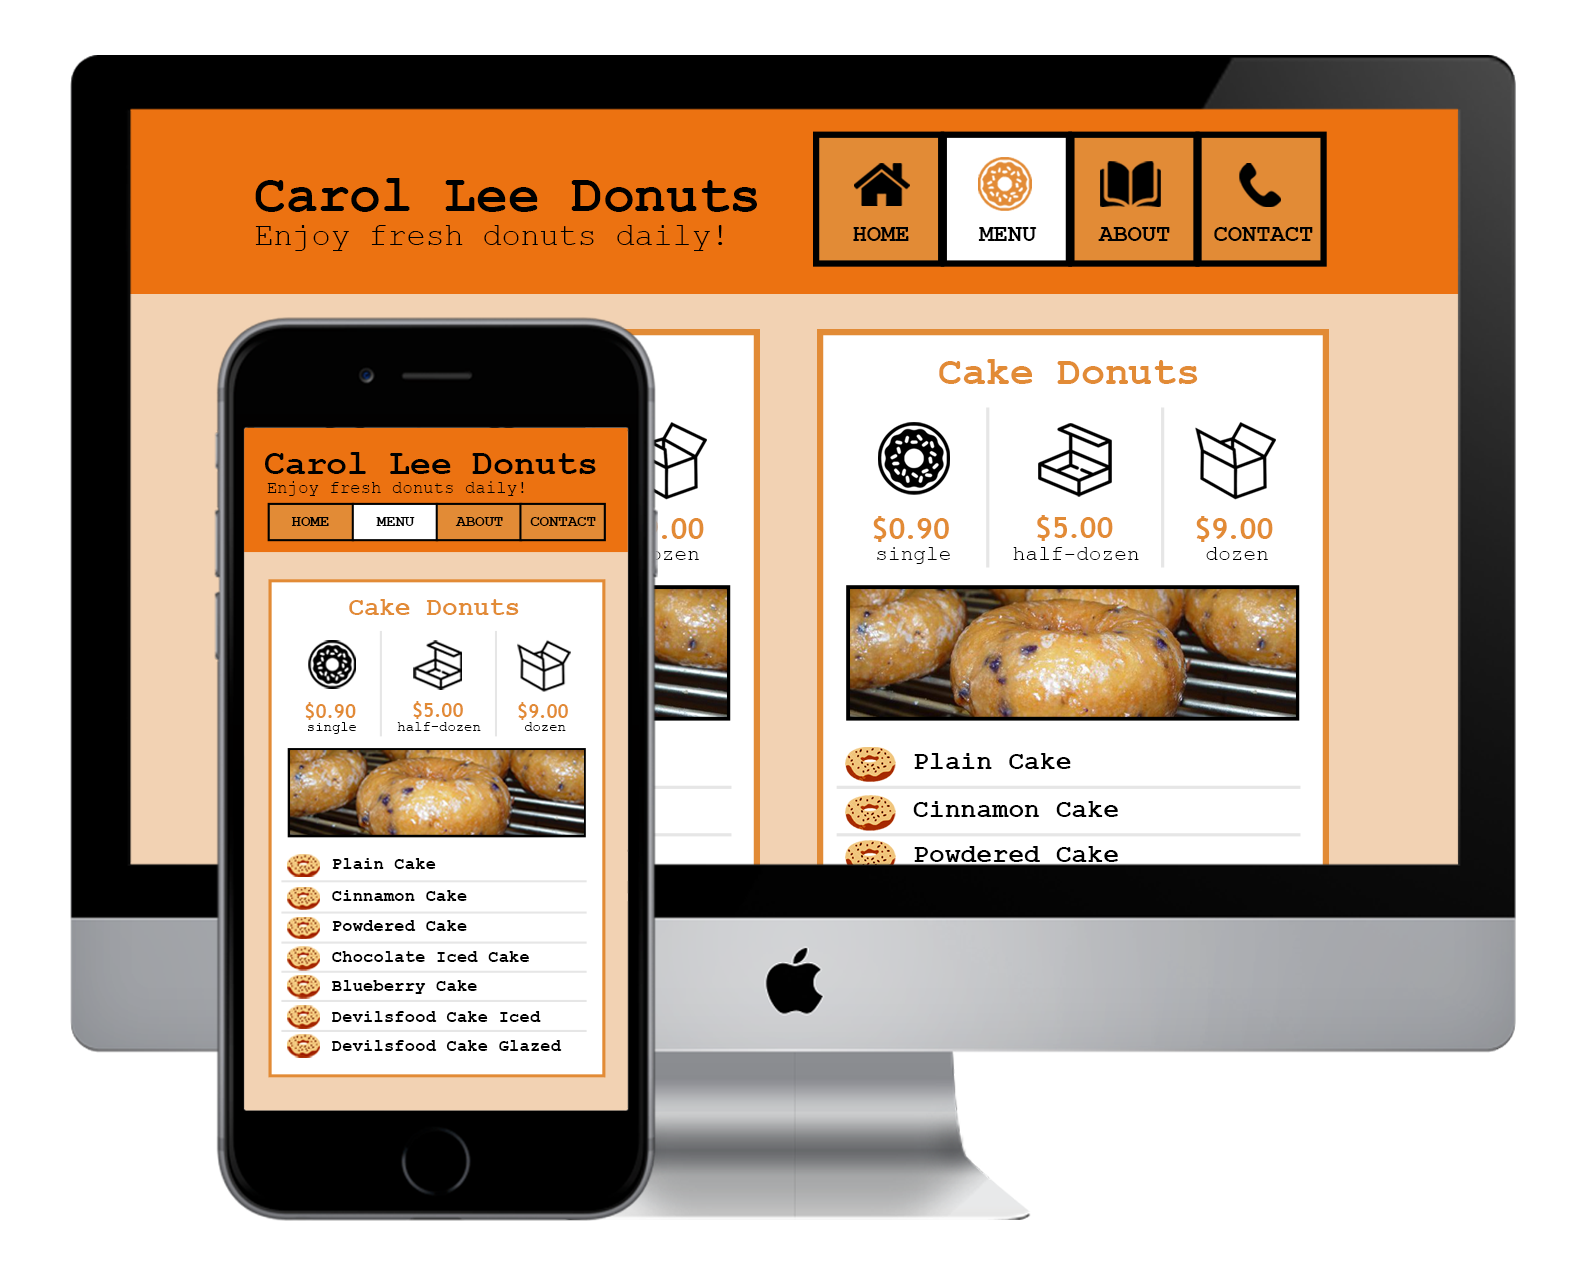 Carol Lee Donuts
Enjoy fresh donuts daily!
HOME
MENU
ABOUT
CONTACT
.00
ozen
Cake Donuts
$0.90
single
$5.00
half-dozen
$9.00
dozen
Plain Cake
Cinnamon Cake
Powdered Cake
Carol Lee Donuts
Enjoy fresh donuts daily!
HOME
MENU
ABOUT
CONTACT
Cake Donuts
$0.90
single
$5.00
half-dozen
$9.00
dozen
Plain Cake
Cinnamon Cake
Powdered Cake
Chocolate Iced Cake
Blueberry Cake
Devilsfood Cake Iced
Devilsfood Cake Glazed